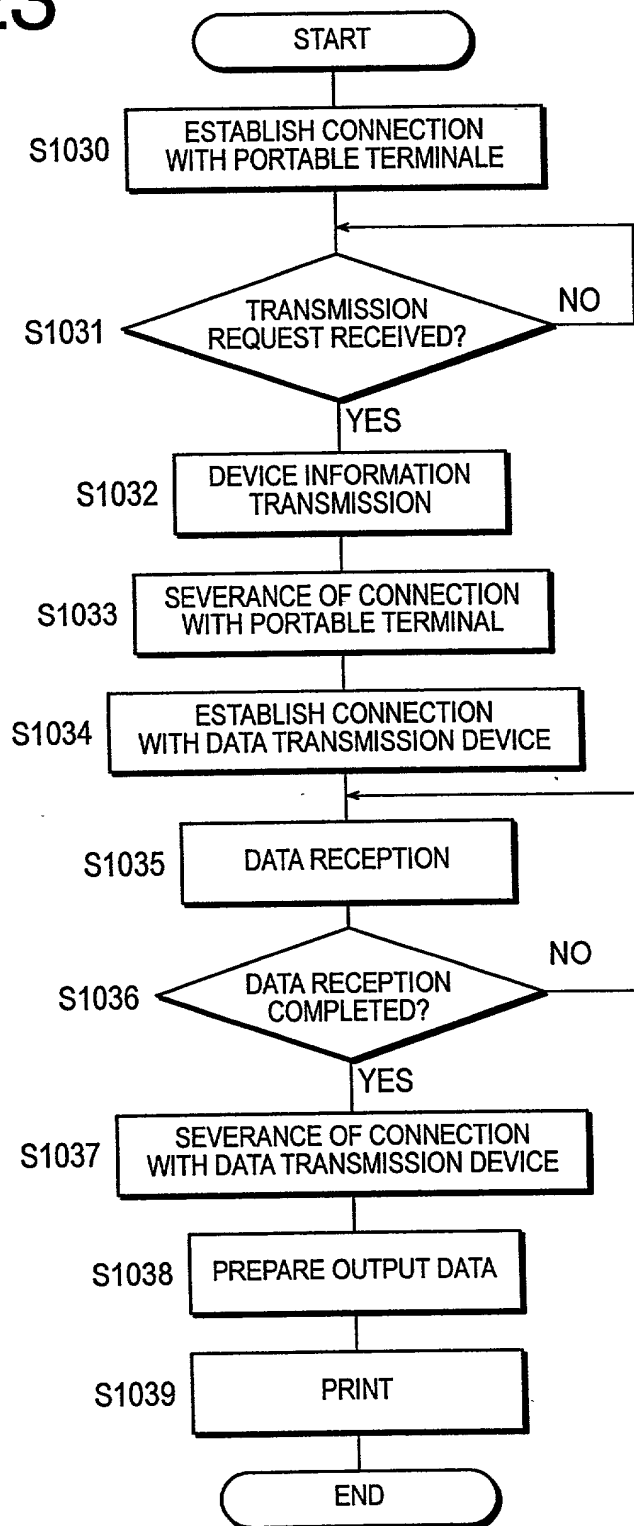 START
S1030
ESTABLISH CONNECTION
WITH PORTABLE TERMINALE
S1031
TRANSMISSION
REQUEST RECEIVED?
NO
YES
S1032
DEVICE INFORMATION
TRANSMISSION
S1033
SEVERANCE OF CONNECTION
WITH PORTABLE TERMINAL
S1034
ESTABLISH CONNECTION
WITH DATA TRANSMISSION DEVICE
S1035
DATA RECEPTION
S1036
DATA RECEPTION
COMPLETED?
NO
YES
S1037
SEVERANCE OF CONNECTION
WITH DATA TRANSMISSION DEVICE
S1038
PREPARE OUTPUT DATA
S1039
PRINT
END